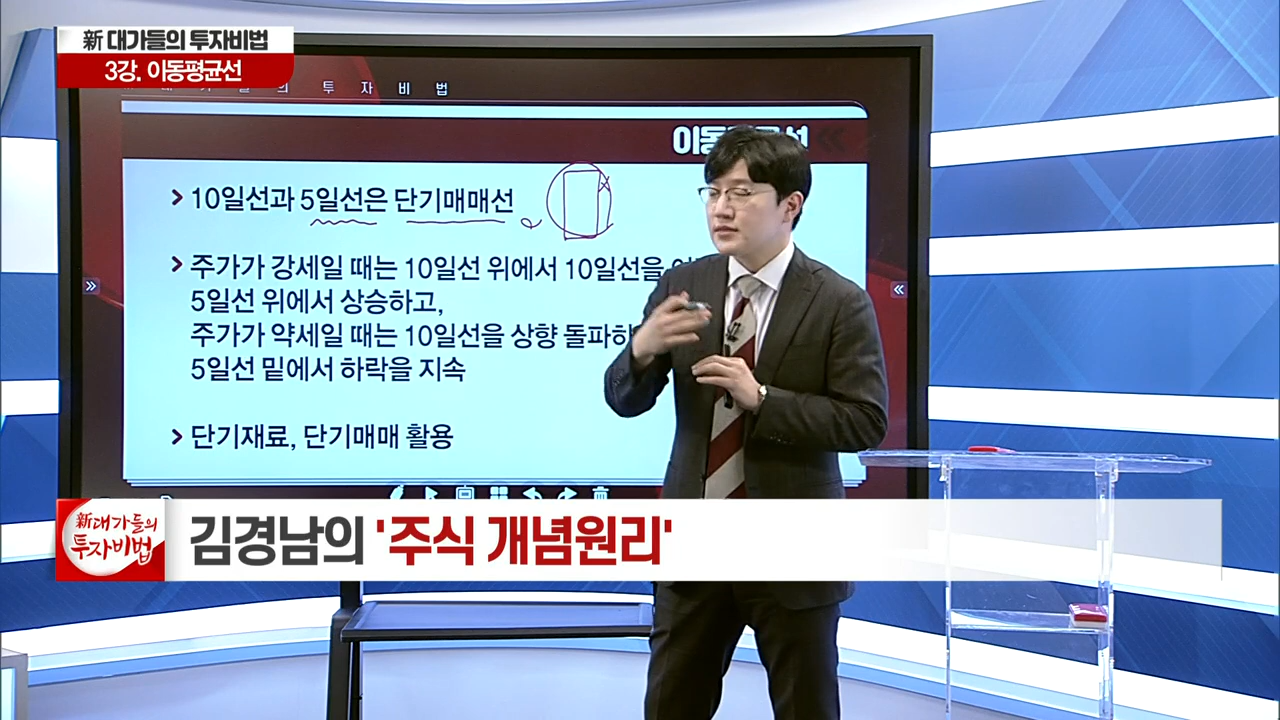 新 대가들의 투자비법
3강. 이동평균선
투 자 비 법
10일선과 5일선은 단기매매선
주가가 강세일 때는 10일선 위에서 10일선을
5일선 위에서 상승하고,
주가가 약세일 때는 10일선을 상향
5일선 밑에서 하락을 지속
단기재료, 단기매매 활용
新대가들의
투자비법
김경남의 '주식 개념원리'